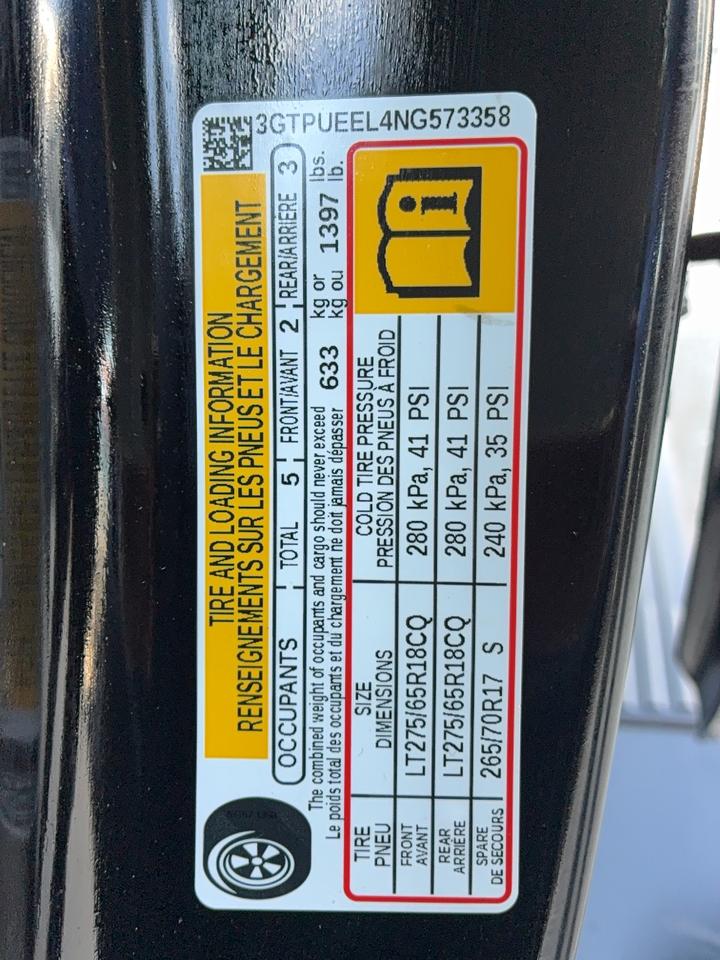 3GTPUEEL4NG573358
TIRE AND LOADING INFORMATION
RENSEIGNEMENTS SUR LES PNEUS ET LE CHARGEMENT
OCCUPANTS TOTAL 5 FRONT/AVANT 2 REAR/ARRIÈRE 3
The combined weight of occupants and cargo should never exceed 633 kg or 1397 lbs.
Le poids total des occupants et du chargement ne doit jamais dépasser kg ou lb.
TIRE SIZE COLD TIRE PRESSURE
PNEU DIMENSIONS PRESSION DES PNEUS À FROID
FRONT
AVANT LT275/65R18CQ 280 kPa, 41 PSI
REAR
ARRIÈRE LT275/65R18CQ 280 kPa, 41 PSI
SPARE
DE SECOURS 265/70R17 S 240 kPa, 35 PSI